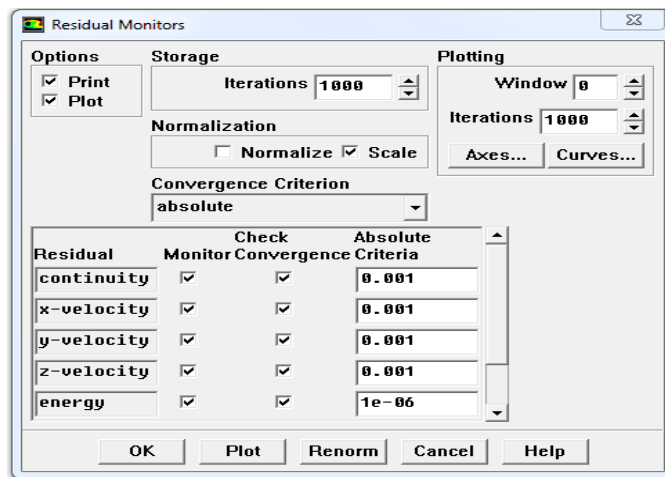 Residual Monitors
Options
Print
Plot
Storage
Iterations 1000
Normalization
Normalize Scale
Convergence Criterion
absolute
Plotting
Window 0
Iterations 1000
Axes... Curves...
Residual Monitor Check Convergence Absolute Criteria
continuity 0.001
x-velocity 0.001
y-velocity 0.001
z-velocity 0.001
energy 1e-06
OK Plot Renorm Cancel Help